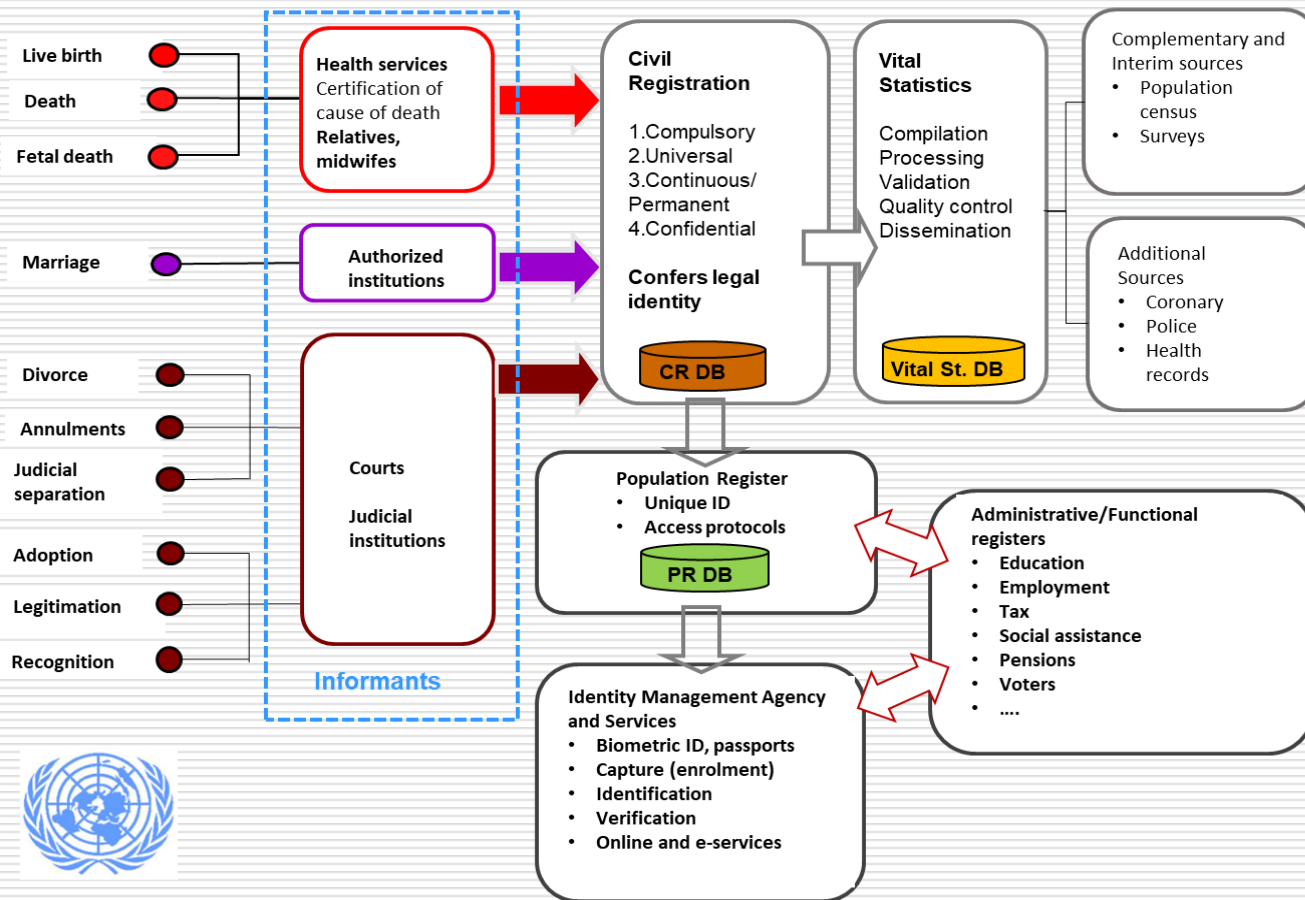 Live birth
Death
Fetal death
Marriage
Divorce
Annulments
Judicial
separation
Adoption
Legitimation
Recognition
Health services
Certification of
cause of death
Relatives,
midwifes
Authorized
institutions
Courts
Judicial
institutions
Informants
Civil
Registration
1.Compulsory
2.Universal
3.Continuous/
Permanent
4.Confidential
Confers legal
identity
CR DB
Vital
Statistics
Compilation
Processing
Validation
Quality control
Dissemination
Vital St. DB
Complementary and
Interim sources
• Population
census
• Surveys
Additional
Sources
• Coronary
• Police
• Health
records
Population Register
• Unique ID
• Access protocols
PR DB
Administrative/Functional
registers
• Education
• Employment
• Tax
• Social assistance
• Pensions
• Voters
• ....
Identity Management Agency
and Services
• Biometric ID, passports
• Capture (enrolment)
• Identification
• Verification
• Online and e-services